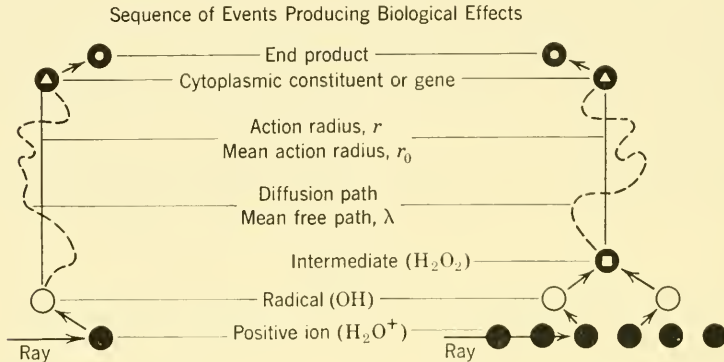 Sequence of Events Producing Biological Effects
End product
Cytoplasmic constituent or gene
Action radius, r
Mean action radius, r₀
Diffusion path
Mean free path, λ
Intermediate (H₂O₂)
Radical (OH)
Positive ion (H₂O⁺)
Ray
Ray